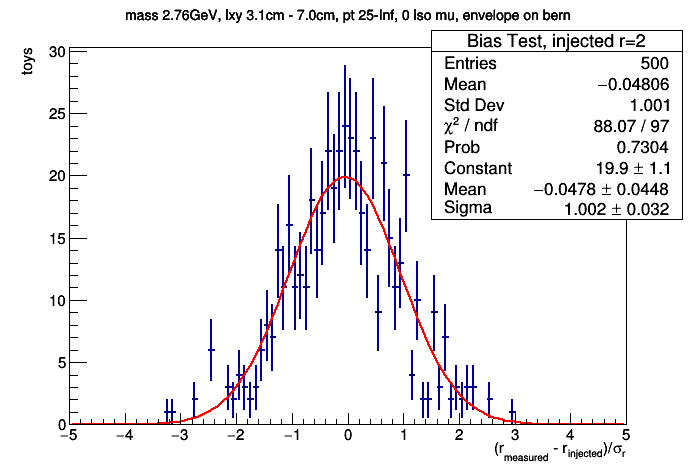 mass 2.76GeV, lxy 3.1cm - 7.0cm, pt 25-Inf, 0 Iso mu, envelope on bern
Bias Test, injected r=2
Entries 500
Mean −0.04806
Std Dev 1.001
χ² / ndf 88.07 / 97
Prob 0.7304
Constant 19.9 ± 1.1
Mean −0.0478 ± 0.0448
Sigma 1.002 ± 0.032
toys
30
25
20
15
10
5
0
−5 −4 −3 −2 −1 0 1 2 3 4 5
(r_measured - r_injected)/σ_r